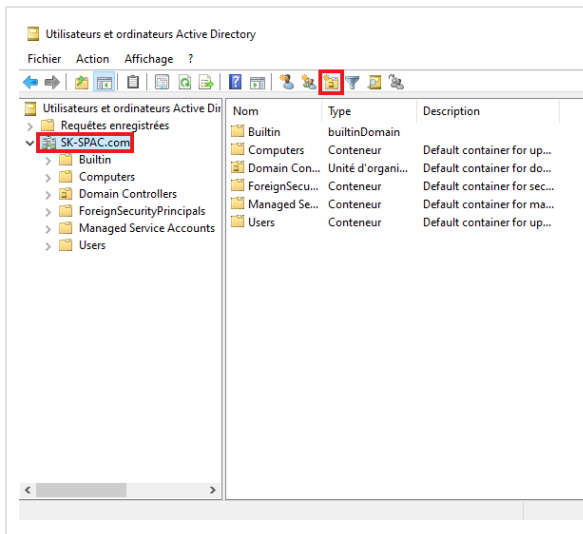 Utilisateurs et ordinateurs Active Directory
Fichier Action Affichage ?
Utilisateurs et ordinateurs Active Dir
Requêtes enregistrées
SK-SPAC.com
Builtin
Computers
Domain Controllers
ForeignSecurityPrincipals
Managed Service Accounts
Users
Nom Type Description
Builtin builtinDomain
Computers Conteneur Default container for up...
Domain Con... Unité d'organi... Default container for do...
ForeignSecu... Conteneur Default container for sec...
Managed Se... Conteneur Default container for ma...
Users Conteneur Default container for up...